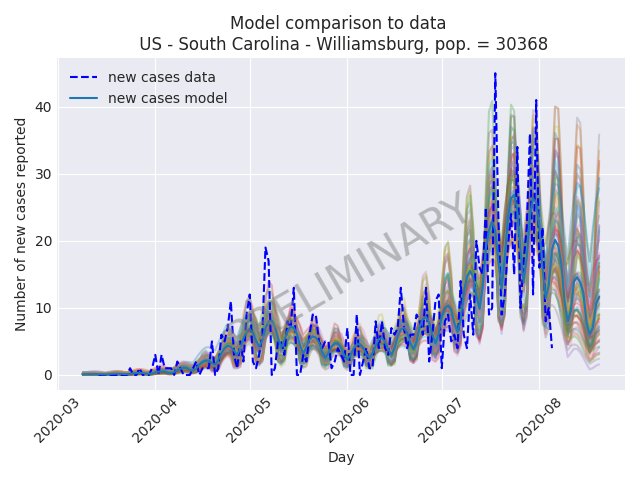 Model comparison to data
US - South Carolina - Williamsburg, pop. = 30368
new cases data
new cases model
Number of new cases reported
40
30
20
10
0
PRELIMINARY
2020-03
2020-04
2020-05
2020-06
2020-07
2020-08
Day